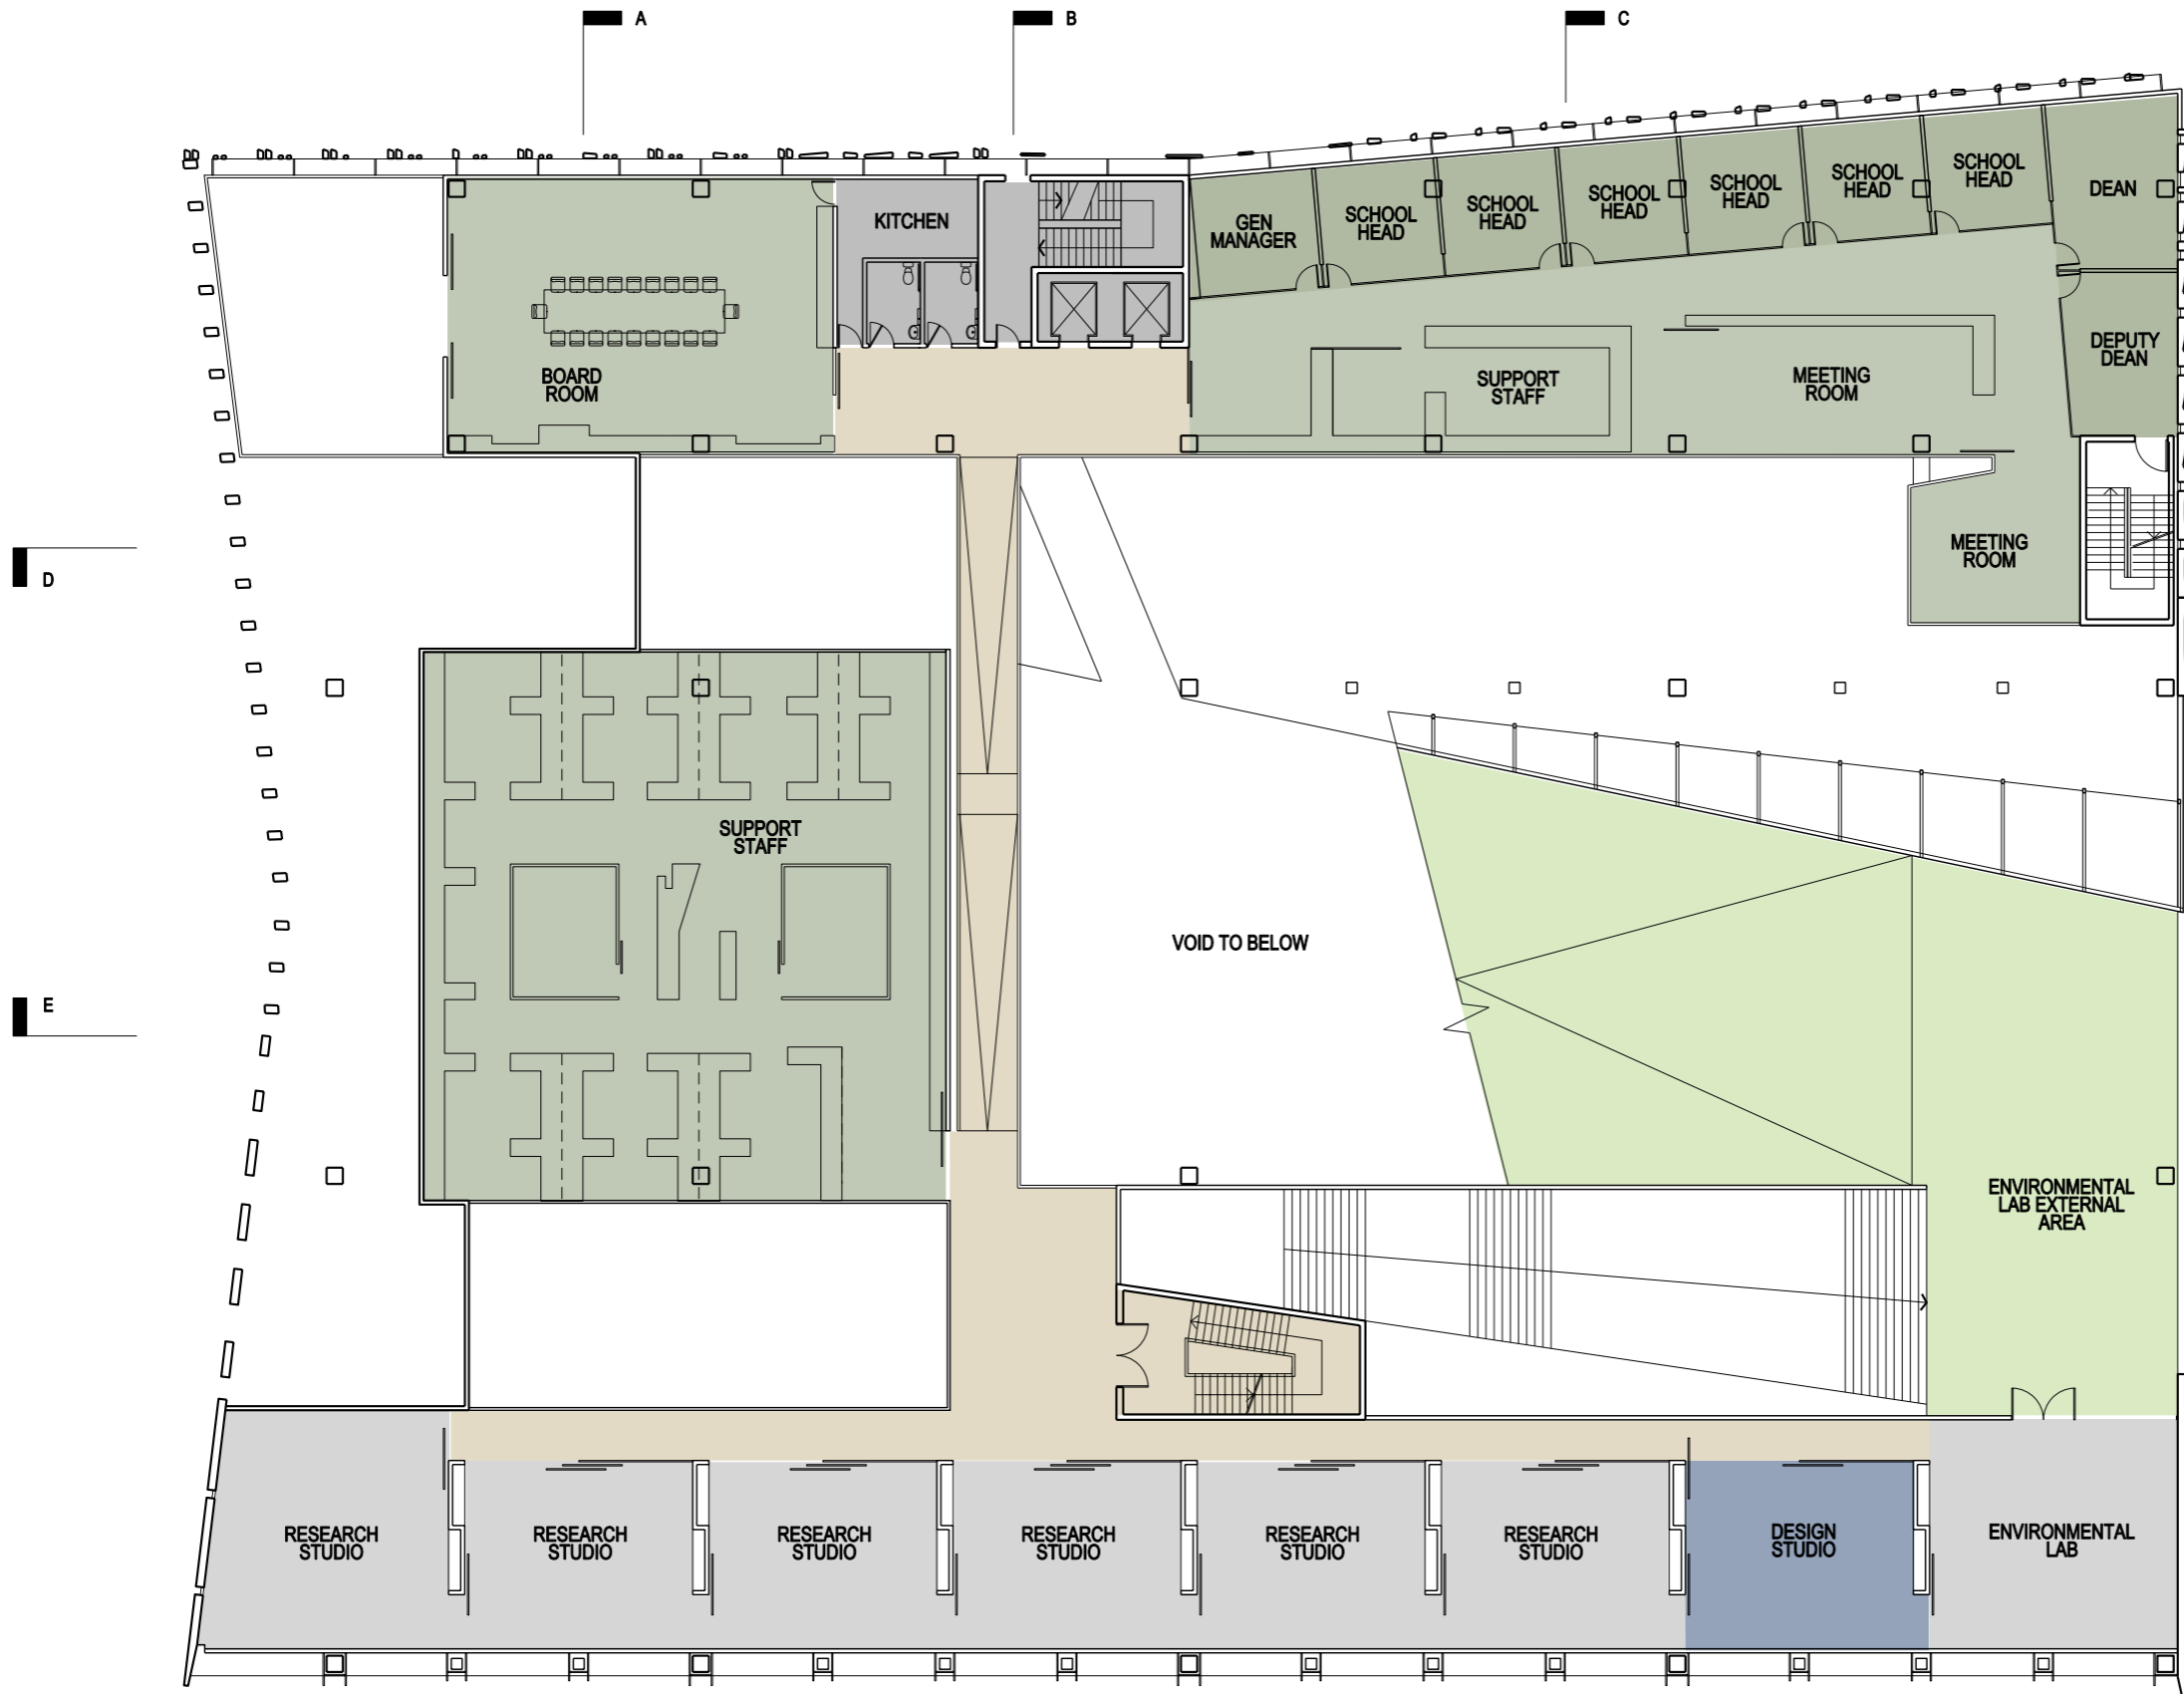 A
B
C
GEN
MANAGER
SCHOOL
HEAD
SCHOOL
HEAD
SCHOOL
HEAD
SCHOOL
HEAD
SCHOOL
HEAD
SCHOOL
HEAD
DEAN
KITCHEN
DEPUTY
DEAN
BOARD
ROOM
SUPPORT
STAFF
MEETING
ROOM
D
MEETING
ROOM
SUPPORT
STAFF
VOID TO BELOW
E
ENVIRONMENTAL
LAB EXTERNAL
AREA
RESEARCH
STUDIO
RESEARCH
STUDIO
RESEARCH
STUDIO
RESEARCH
STUDIO
RESEARCH
STUDIO
RESEARCH
STUDIO
DESIGN
STUDIO
ENVIRONMENTAL
LAB